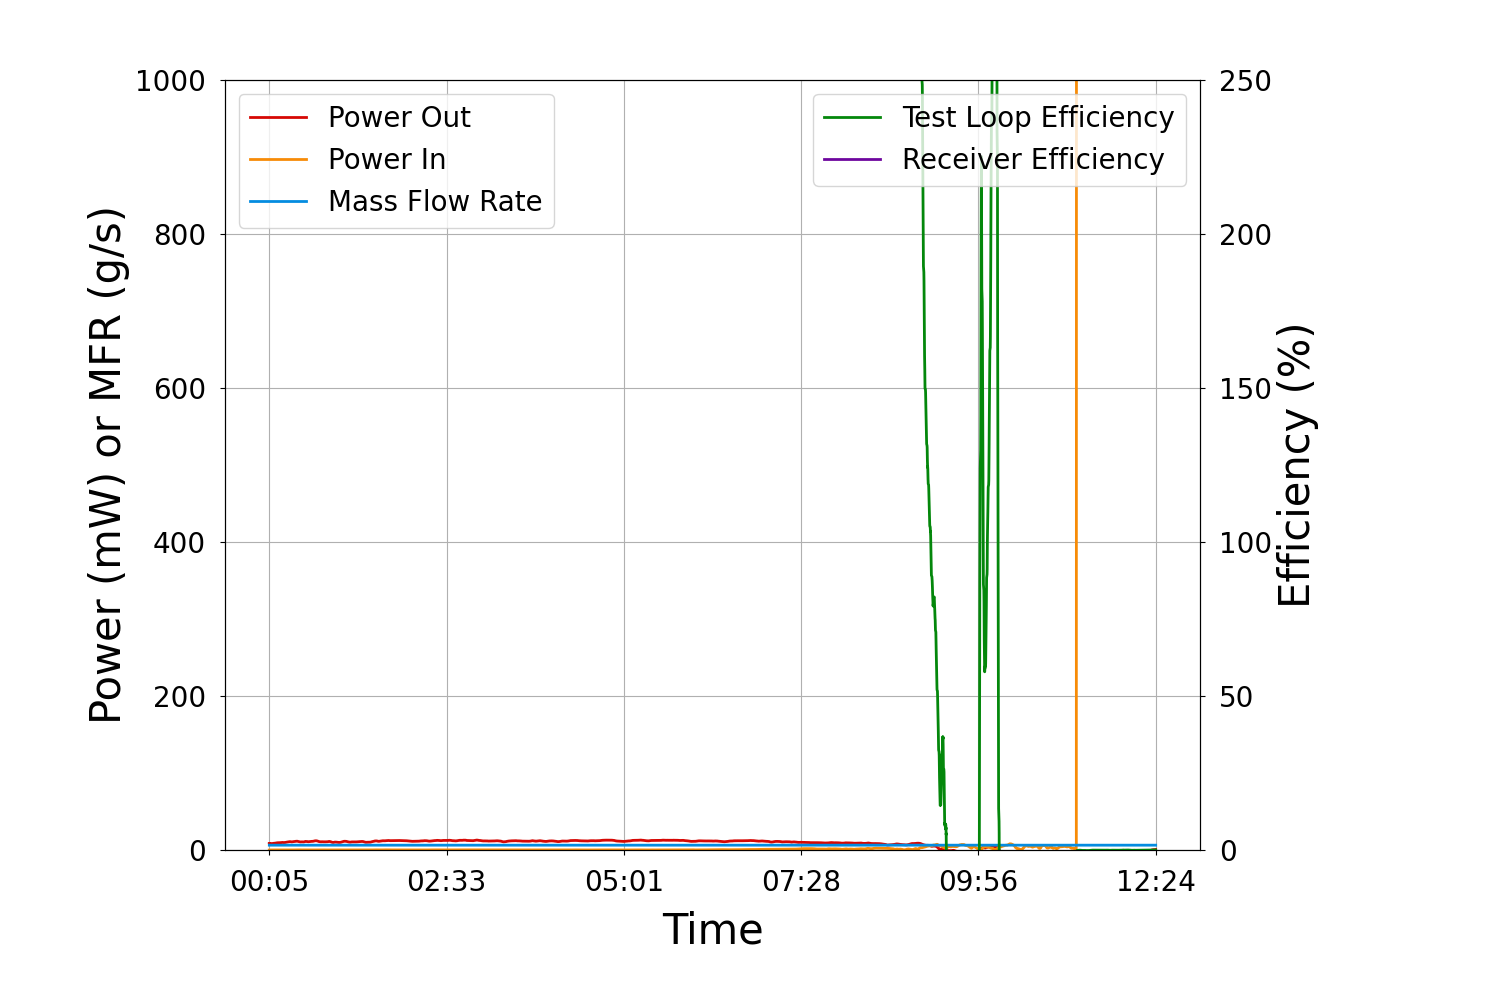 1000
800
600
400
200
0
Power (mW) or MFR (g/s)
Power Out
Power In
Mass Flow Rate
Test Loop Efficiency
Receiver Efficiency
250
200
150
100
50
0
Efficiency (%)
00:05 02:33 05:01 07:28 09:56 12:24
Time